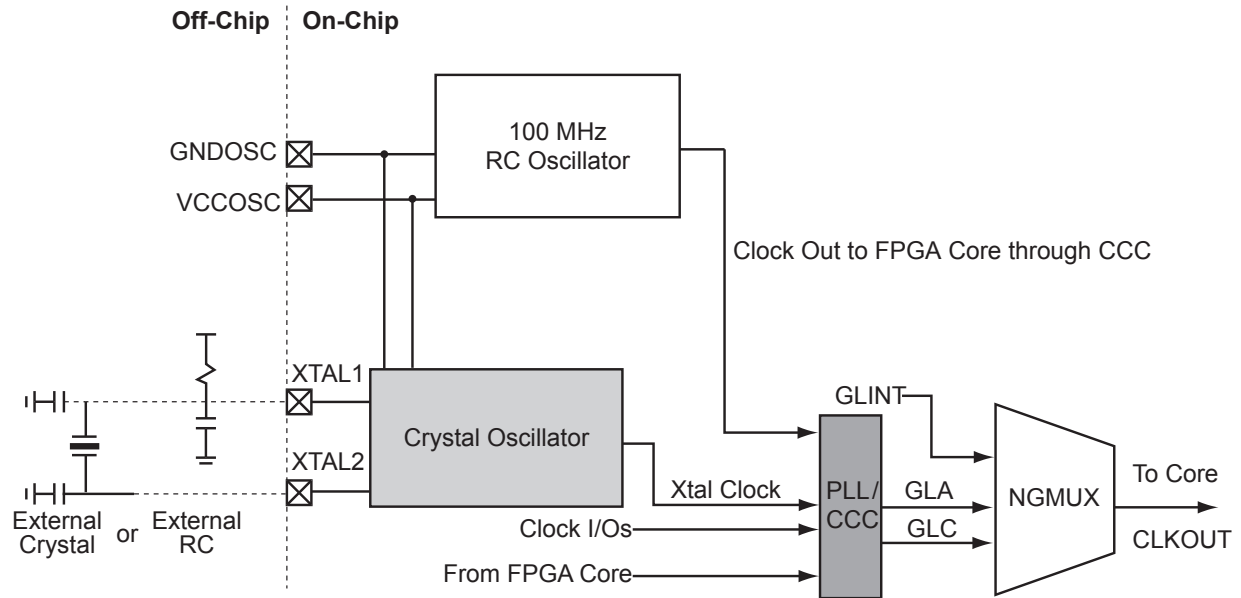 Off-Chip
On-Chip
100 MHz
RC Oscillator
GNDOSC
VCCOSC
Clock Out to FPGA Core through CCC
XTAL1
GLINT
Crystal Oscillator
XTAL2
To Core
Xtal Clock
PLL/
CCC
GLA
NGMUX
Clock I/Os
GLC
CLKOUT
External
Crystal
or
External
RC
From FPGA Core